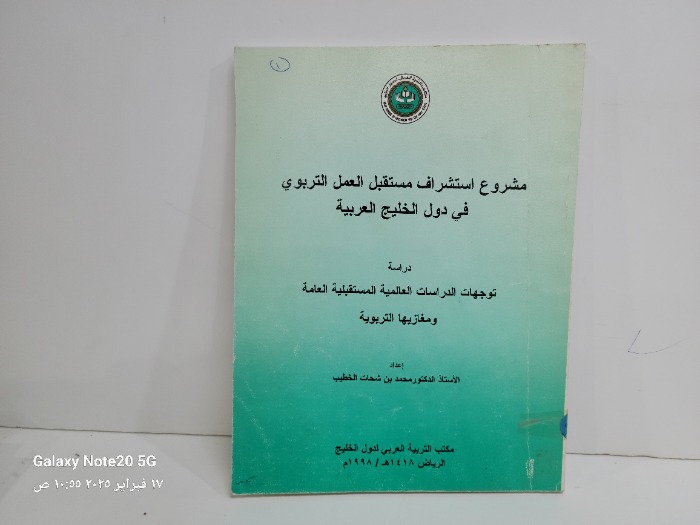 ١
مشروع استشراف مستقبل العمل التربوي
في دول الخليج العربية
دراسة
توجهات الدراسات العالمية المستقبلية العامة
ومغازيها التربوية
إعداد
الأستاذ الدكتور محمد بن شحات الخطيب
مكتب التربية العربي لدول الخليج
الرياض ١٤١٨هـ / ١٩٩٨م
Galaxy Note20 5G
١٧ فبراير ٢٠٢٥ ١٠:٥٥ ص